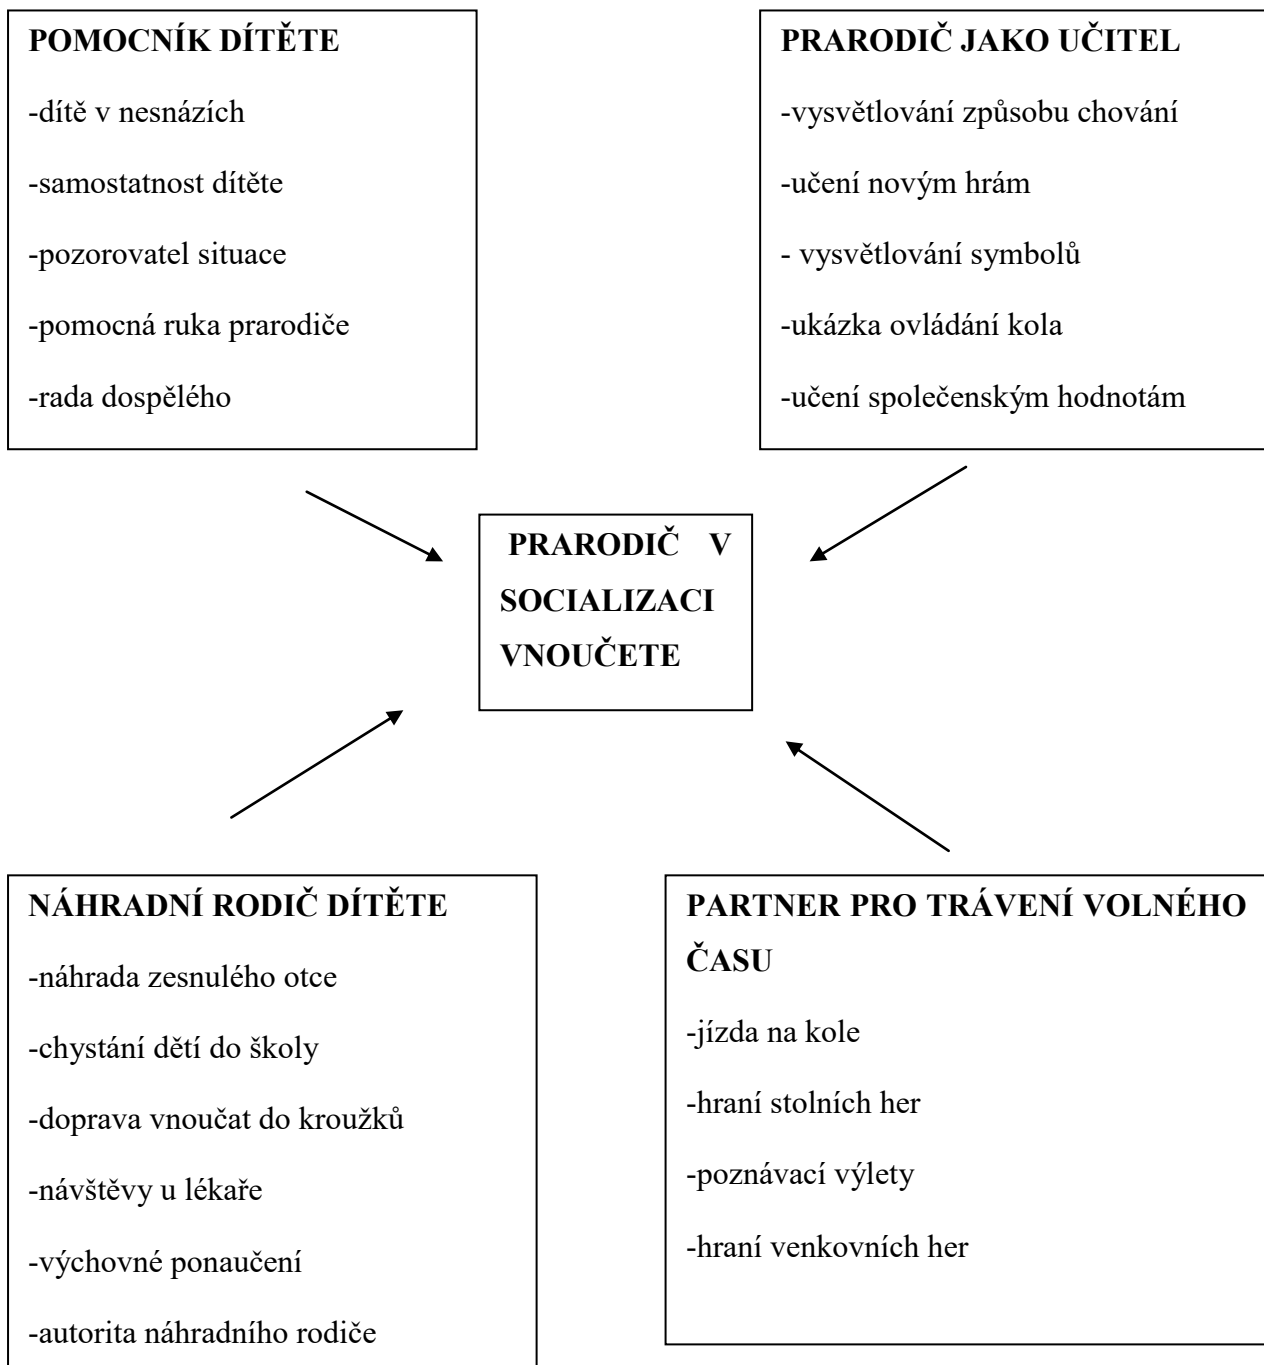 POMOCNÍK DÍTĚTE
-dítě v nesnázích
-samostatnost dítěte
-pozorovatel situace
-pomocná ruka prarodiče
-rada dospělého
PRARODIČ JAKO UČITEL
-vysvětlování způsobu chování
-učení novým hrám
- vysvětlování symbolů
-ukázka ovládání kola
-učení společenským hodnotám
PRARODIČ V
SOCIALIZACI
VNOUČETE
NÁHRADNÍ RODIČ DÍTĚTE
-náhrada zesnulého otce
-chystání dětí do školy
-doprava vnoučat do kroužků
-návštěvy u lékaře
-výchovné ponaučení
-autorita náhradního rodiče
PARTNER PRO TRÁVENÍ VOLNÉHO
ČASU
-jízda na kole
-hraní stolních her
-poznávací výlety
-hraní venkovních her